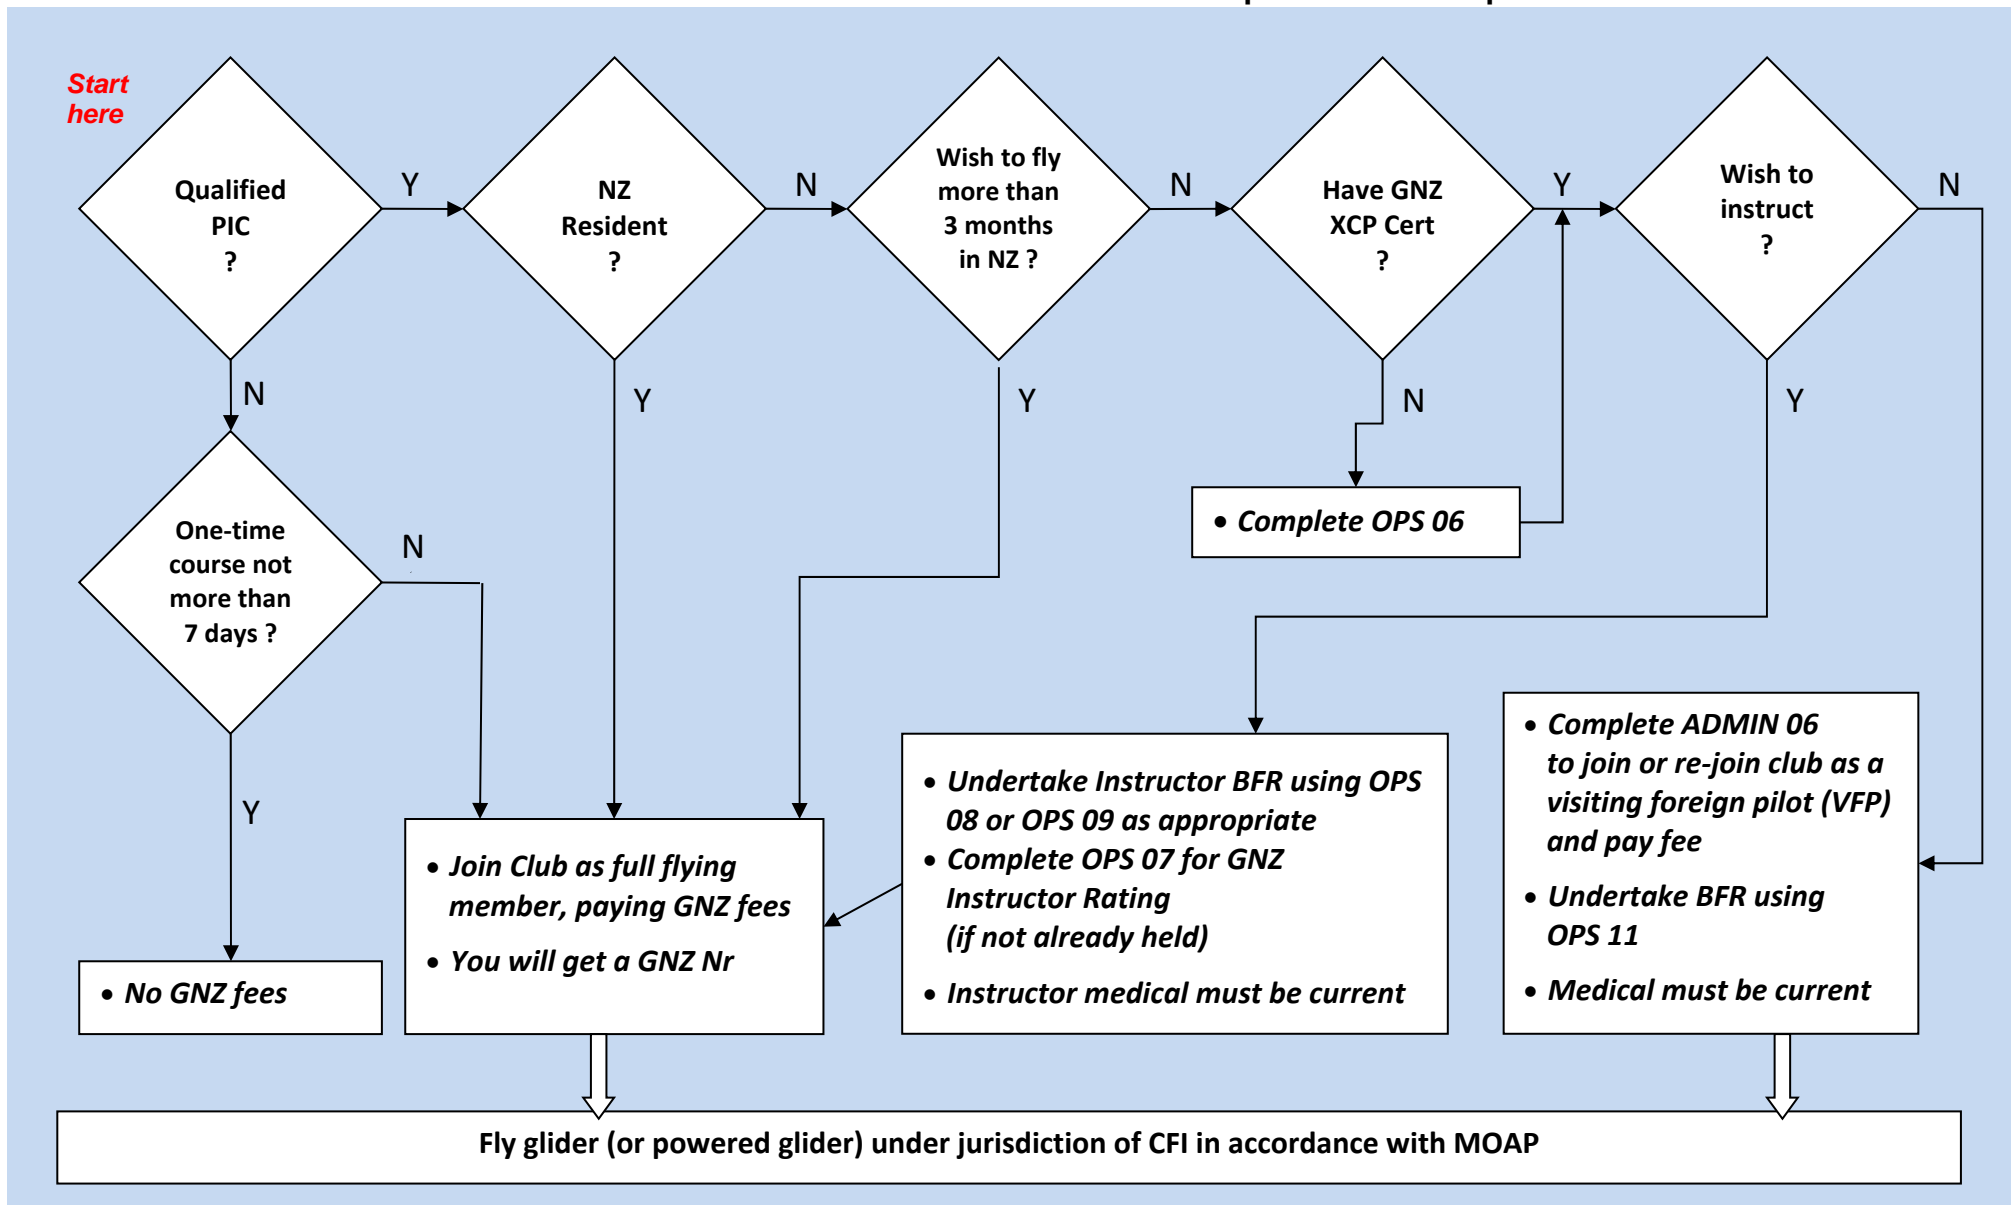 Start
here
Qualified
PIC
?
Y
NZ
Resident
?
N
Wish to fly
more than
3 months
in NZ ?
N
Have GNZ
XCP Cert
?
Y
Wish to
instruct
?
N
N
Y
Y
N
Y
One-time
course not
more than
7 days ?
N
• Complete OPS 06
Y
• No GNZ fees
• Join Club as full flying
member, paying GNZ fees
• You will get a GNZ Nr
• Undertake Instructor BFR using OPS
08 or OPS 09 as appropriate
• Complete OPS 07 for GNZ
Instructor Rating
(if not already held)
• Instructor medical must be current
• Complete ADMIN 06
to join or re-join club as a
visiting foreign pilot (VFP)
and pay fee
• Undertake BFR using
OPS 11
• Medical must be current
Fly glider (or powered glider) under jurisdiction of CFI in accordance with MOAP